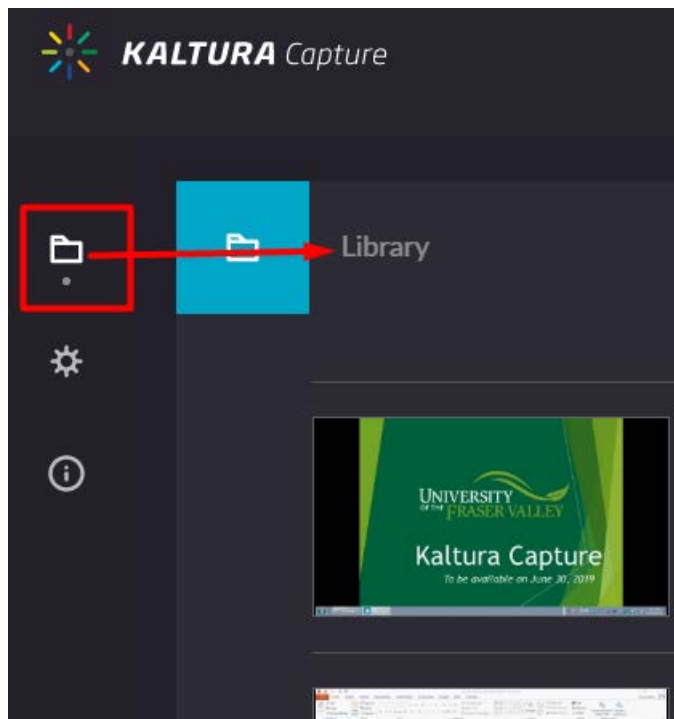 KALTURA Capture
Library
UNIVERSITY
OF THE FRASER VALLEY
Kaltura Capture
To be available on June 30, 2019